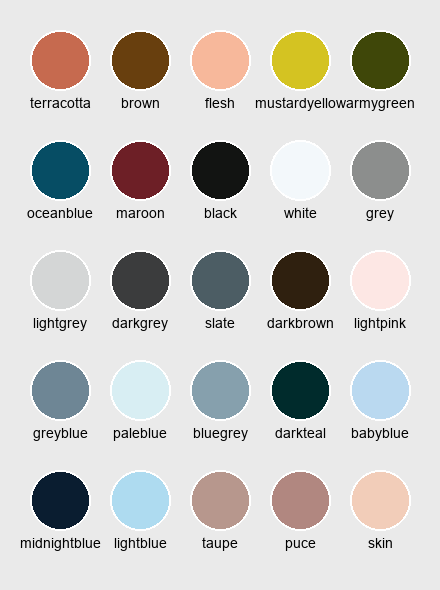 terracotta brown flesh mustardyellow armygreen
oceanblue maroon black white grey
lightgrey darkgrey slate darkbrown lightpink
greyblue paleblue bluegrey darkteal babyblue
midnightblue lightblue taupe puce skin